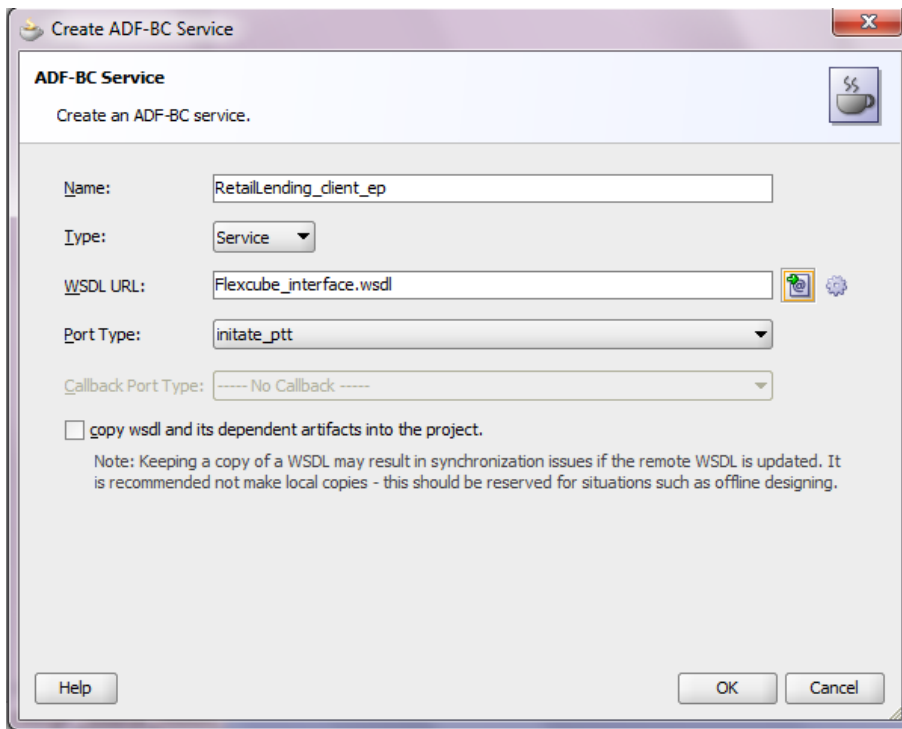 Create ADF-BC Service
ADF-BC Service
Create an ADF-BC service.
Name: RetailLending_client_ep
Type: Service
WSDL URL: Flexcube_interface.wsdl
Port Type: initate_ptt
Callback Port Type: ----- No Callback -----
copy wsdl and its dependent artifacts into the project.
Note: Keeping a copy of a WSDL may result in synchronization issues if the remote WSDL is updated. It
is recommended not make local copies - this should be reserved for situations such as offline designing.
Help OK Cancel